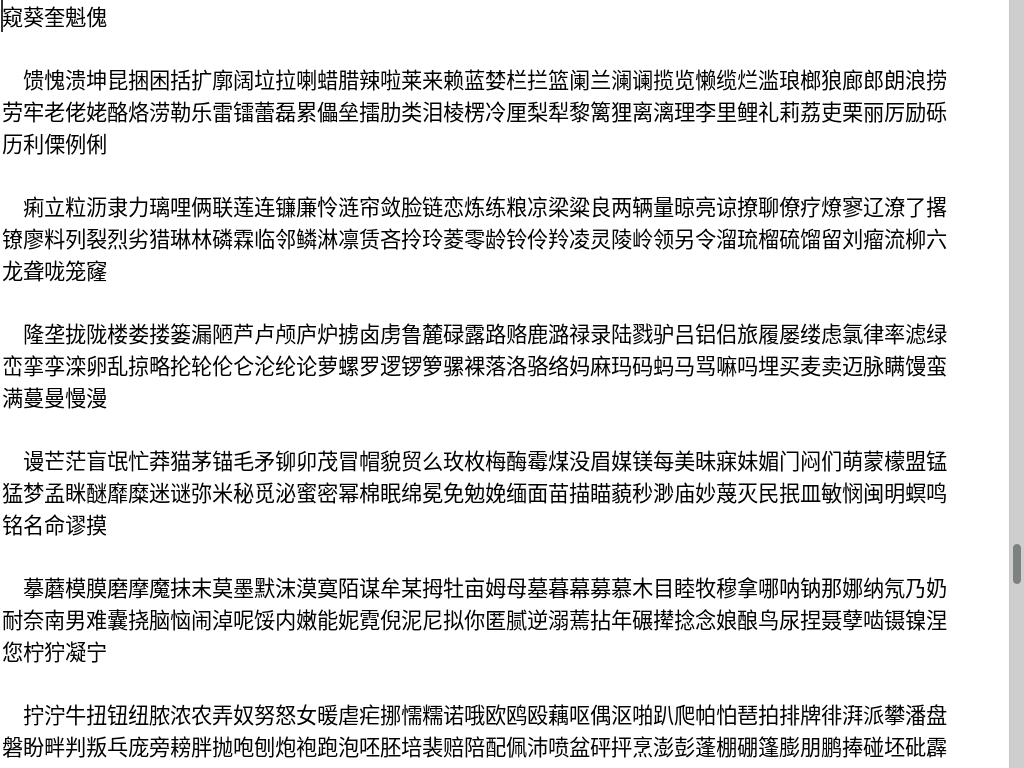 窥葵奎魁傀
馈愧溃坤昆捆困括扩廓阔垃拉喇蜡腊辣啦莱来赖蓝婪栏拦篮阑兰澜谰揽览懒缆烂滥琅榔狼廊郎朗浪捞
劳牢老佬姥酪烙涝勒乐雷镭蕾磊累儡垒擂肋类泪棱楞冷厘梨犁黎篱狸离漓理李里鲤礼莉荔吏栗丽厉励砾
历利傈例俐
痢立粒沥隶力璃哩俩联莲连镰廉怜涟帘敛脸链恋炼练粮凉梁粱良两辆量晾亮谅撩聊僚疗燎寥辽潦了撂
镣廖料列裂烈劣猎琳林磷霖临邻鳞淋凛赁吝拎玲菱零龄铃伶羚凌灵陵岭领另令溜琉榴硫馏留刘瘤流柳六
龙聋咙笼窿
隆垄拢陇楼娄搂篓漏陋芦卢颅庐炉掳卤虏鲁麓碌露路赂鹿潞禄录陆戮驴吕铝侣旅履屡缕虑氯律率滤绿
峦挛孪滦卵乱掠略抡轮伦仑沦纶论萝螺罗逻锣箩骡裸落洛骆络妈麻玛码蚂马骂嘛吗埋买麦卖迈脉瞒馒蛮
满蔓曼慢漫
谩芒茫盲氓忙莽猫茅锚毛矛铆卯茂冒帽貌贸么玫枚梅酶霉煤没眉媒镁每美昧寐妹媚门闷们萌蒙檬盟锰
猛梦孟眯醚靡糜迷谜弥米秘觅泌蜜密幂棉眠绵冕免勉娩缅面苗描瞄藐秒渺庙妙蔑灭民抿皿敏悯闽明螟鸣
铭名命谬摸
摹蘑模膜磨摩魔抹末莫墨默沫漠寞陌谋牟某拇牡亩姆母墓暮幕募慕木目睦牧穆拿哪呐钠那娜纳氖乃奶
耐奈南男难囊挠脑恼闹淖呢馁内嫩能妮霓倪泥尼拟你匿腻逆溺蔫拈年碾撵捻念娘酿鸟尿捏聂孽啮镊镍涅
您柠狞凝宁
拧泞牛扭钮纽脓浓农弄奴努怒女暖虐疟挪懦糯诺哦欧鸥殴藕呕偶沤啪趴爬帕怕琶拍排牌徘湃派攀潘盘
磐盼畔判叛乓庞旁耪胖抛咆刨炮袍跑泡呸胚培裴赔陪配佩沛喷盆砰抨烹澎彭蓬棚硼篷膨朋鹏捧碰坯砒霹